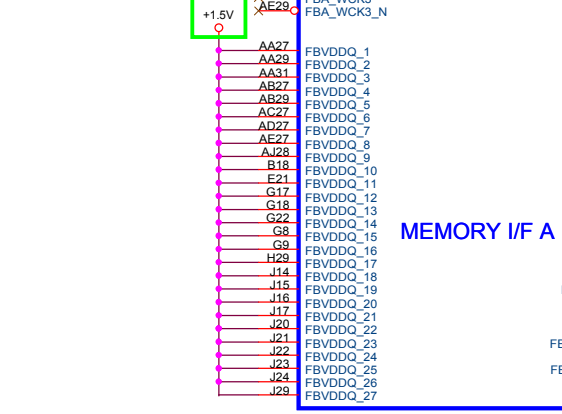 FBA_WCK3
+1.5V
AE29 FBA_WCK3_N
AA27 FBVDDQ_1
AA29 FBVDDQ_2
AA31 FBVDDQ_3
AB27 FBVDDQ_4
AB29 FBVDDQ_5
AC27 FBVDDQ_6
AD27 FBVDDQ_7
AE27 FBVDDQ_8
AJ28 FBVDDQ_9
B18 FBVDDQ_10
E21 FBVDDQ_11
G17 FBVDDQ_12
G18 FBVDDQ_13
G22 FBVDDQ_14
G8 FBVDDQ_15
G9 FBVDDQ_16
H29 FBVDDQ_17
J14 FBVDDQ_18
J15 FBVDDQ_19
J16 FBVDDQ_20
J17 FBVDDQ_21
J20 FBVDDQ_22
J21 FBVDDQ_23
J22 FBVDDQ_24
J23 FBVDDQ_25
J24 FBVDDQ_26
J29 FBVDDQ_27
MEMORY I/F A
FE
FE